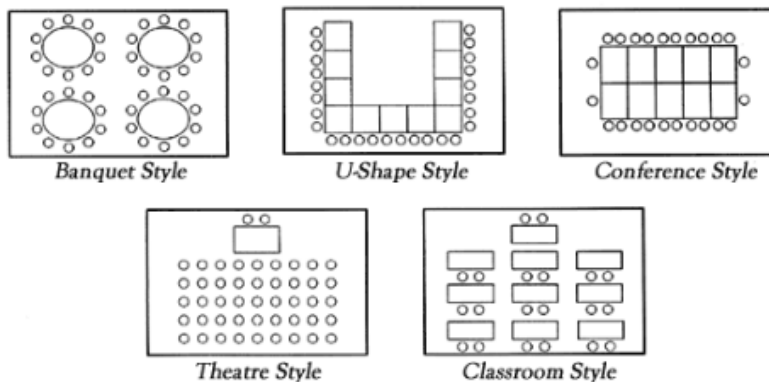 Banquet Style
U-Shape Style
Conference Style
Theatre Style
Classroom Style